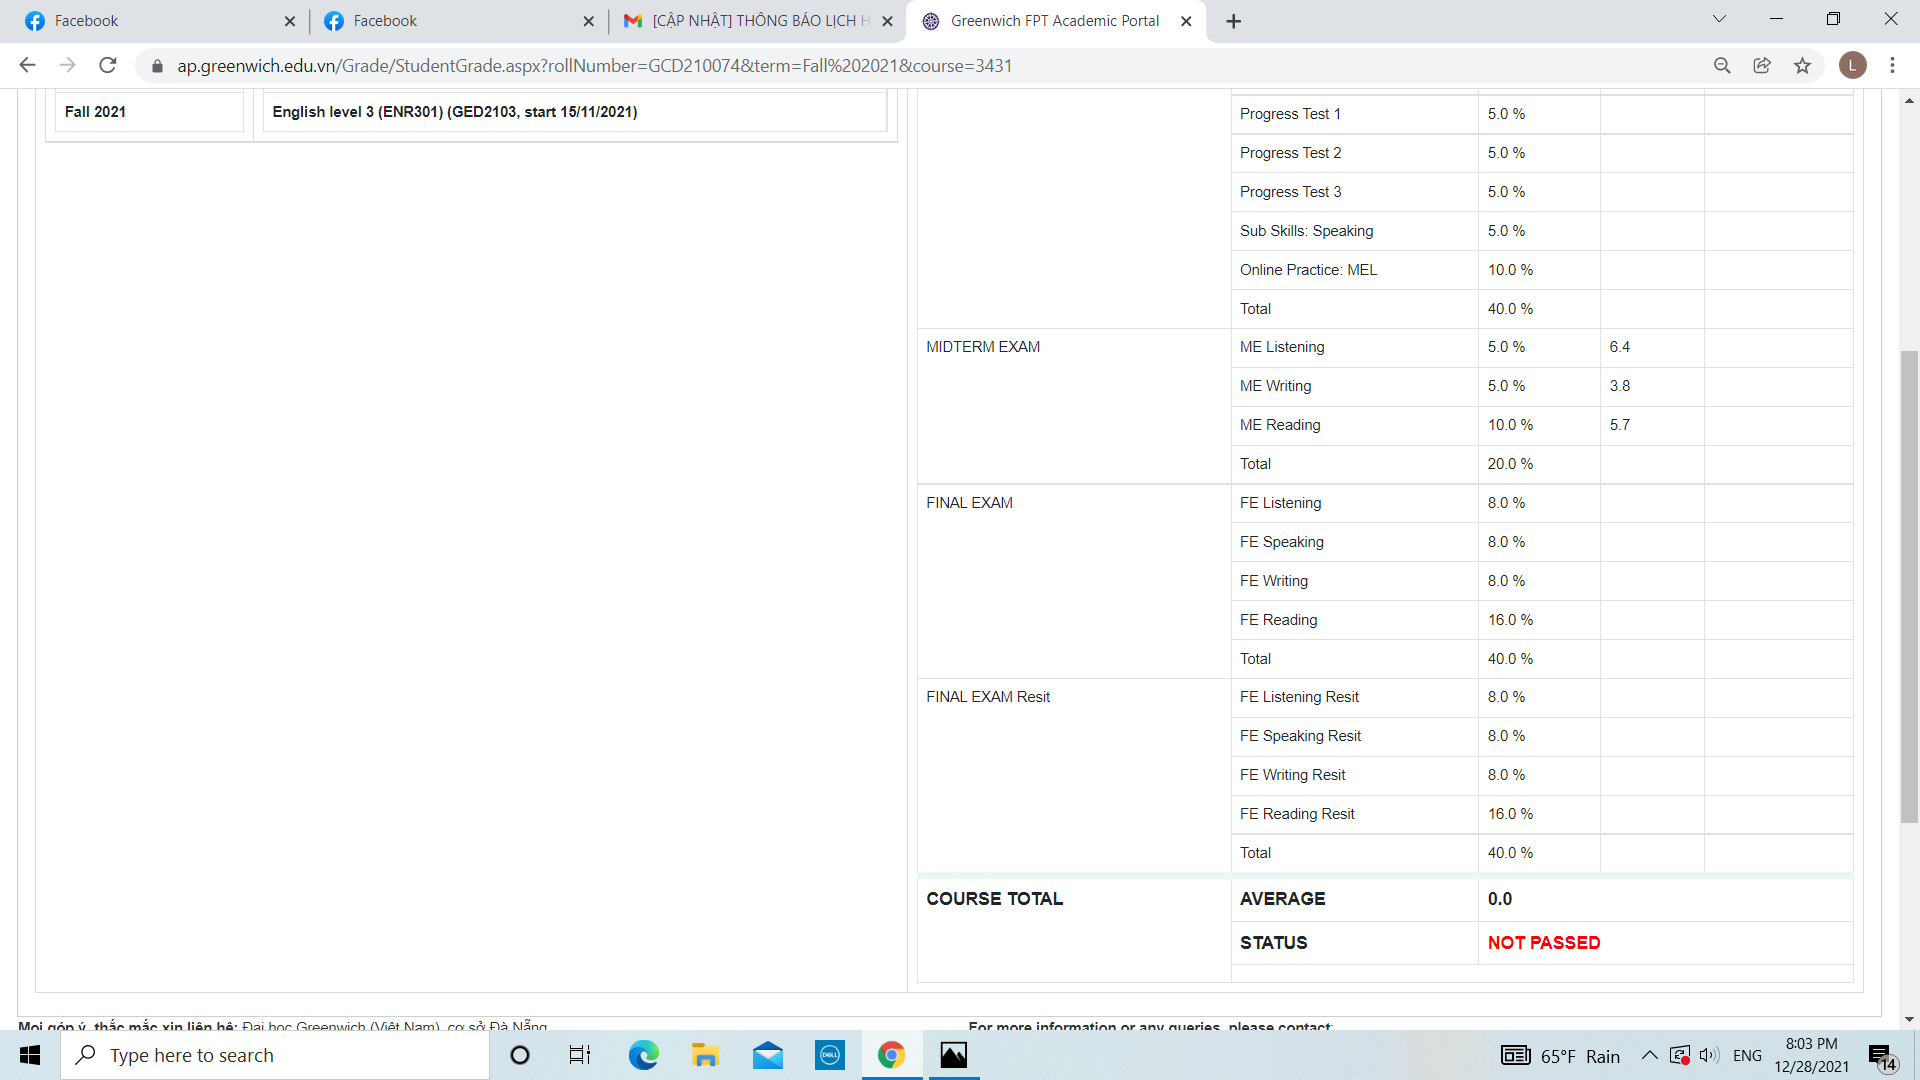 Facebook
Facebook
[CẬP NHẬT] THÔNG BÁO LỊCH H
Greenwich FPT Academic Portal
ap.greenwich.edu.vn/Grade/StudentGrade.aspx?rollNumber=GCD210074&term=Fall%202021&course=3431
L
Fall 2021
English level 3 (ENR301) (GED2103, start 15/11/2021)
Progress Test 1 5.0 %
Progress Test 2 5.0 %
Progress Test 3 5.0 %
Sub Skills: Speaking 5.0 %
Online Practice: MEL 10.0 %
Total 40.0 %
MIDTERM EXAM ME Listening 5.0 % 6.4
ME Writing 5.0 % 3.8
ME Reading 10.0 % 5.7
Total 20.0 %
FINAL EXAM FE Listening 8.0 %
FE Speaking 8.0 %
FE Writing 8.0 %
FE Reading 16.0 %
Total 40.0 %
FINAL EXAM Resit FE Listening Resit 8.0 %
FE Speaking Resit 8.0 %
FE Writing Resit 8.0 %
FE Reading Resit 16.0 %
Total 40.0 %
COURSE TOTAL AVERAGE 0.0
STATUS NOT PASSED
Mọi góp ý, thắc mắc xin liên hệ: Đại học Greenwich (Việt Nam), cơ sở Đà Nẵng
For more information or any queries, please contact:
Type here to search
DELL
65°F Rain
ENG
8:03 PM
12/28/2021
14